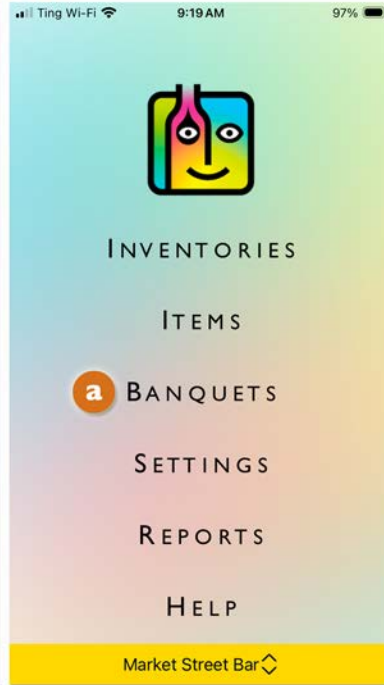 Ting Wi-Fi 9:19 AM 97%
INVENTORIES
ITEMS
a BANQUETS
SETTINGS
REPORTS
HELP
Market Street Bar